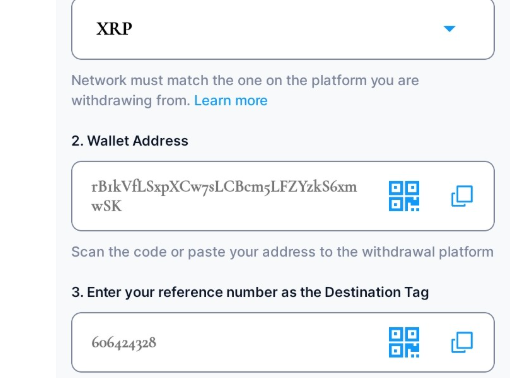 XRP
Network must match the one on the platform you are
withdrawing from. Learn more
2. Wallet Address
rB1kVfLSxpXCw7sLCBcm5LFZYzkS6xm
wSK
Scan the code or paste your address to the withdrawal platform
3. Enter your reference number as the Destination Tag
606424328